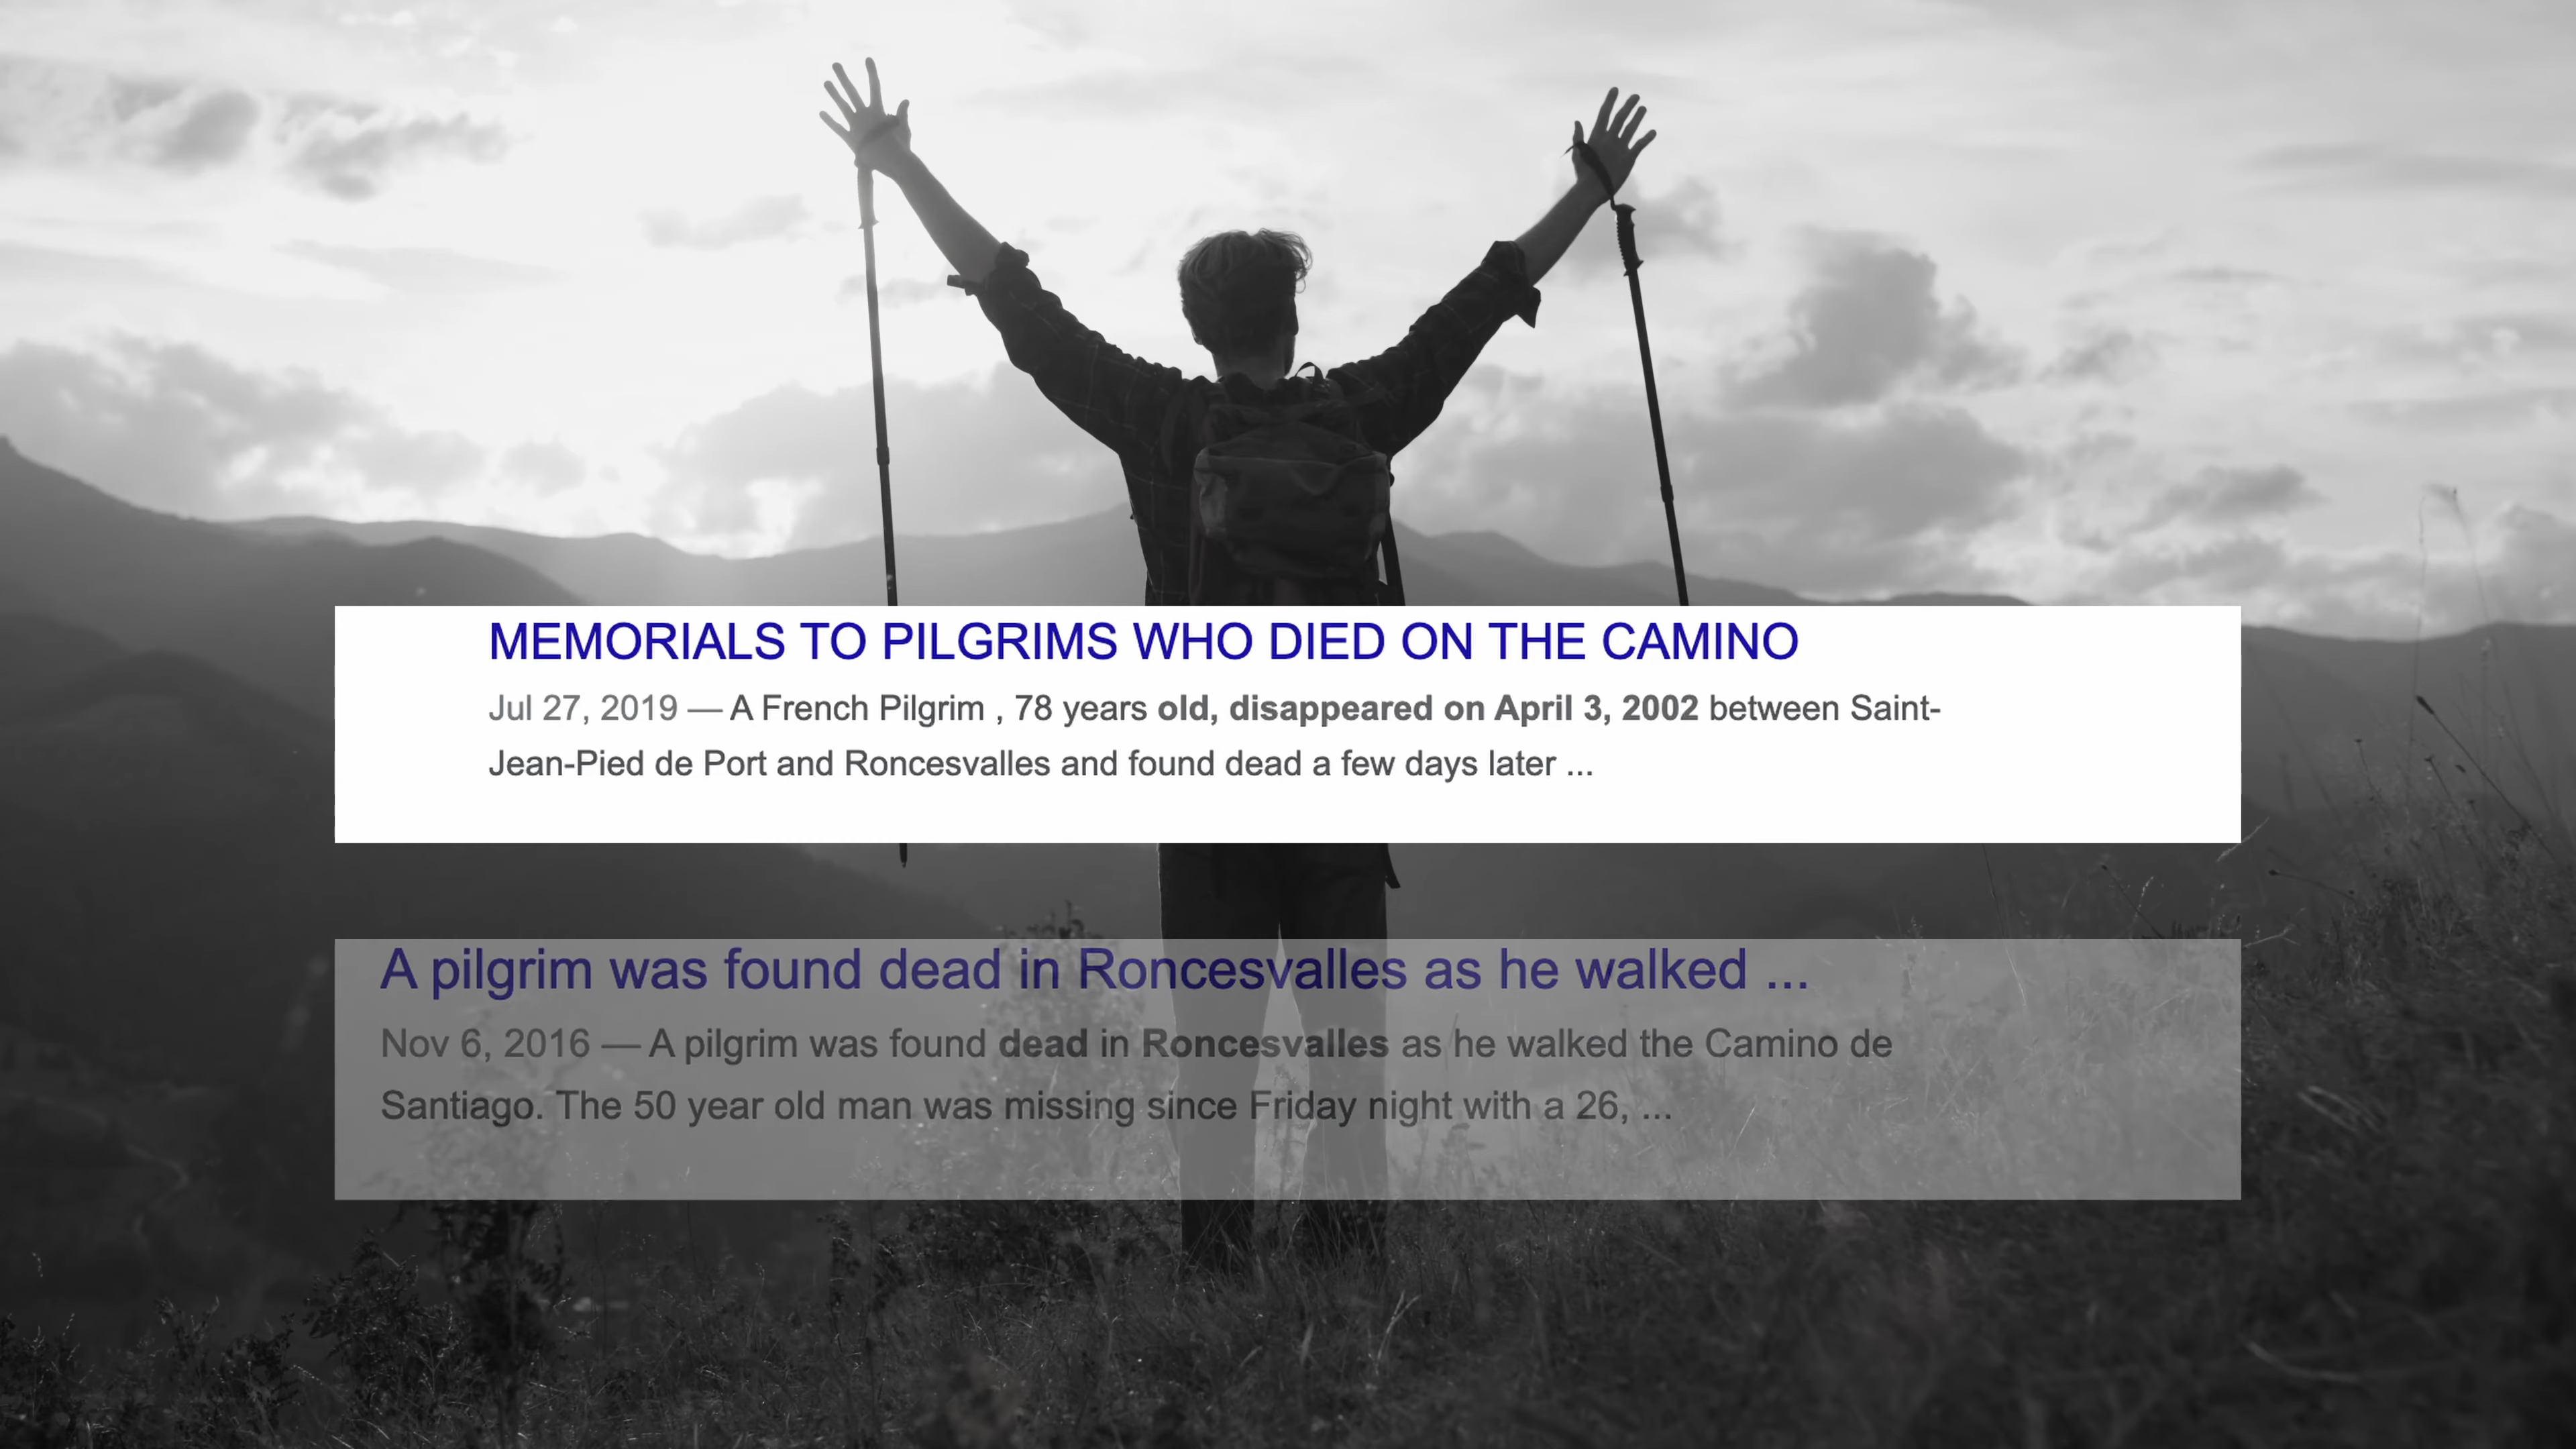 MEMORIALS TO PILGRIMS WHO DIED ON THE CAMINO
Jul 27, 2019 — A French Pilgrim , 78 years old, disappeared on April 3, 2002 between Saint-
Jean-Pied de Port and Roncesvalles and found dead a few days later ...
A pilgrim was found dead in Roncesvalles as he walked ...
Nov 6, 2016 — A pilgrim was found dead in Roncesvalles as he walked the Camino de
Santiago. The 50 year old man was missing since Friday night with a 26, ...